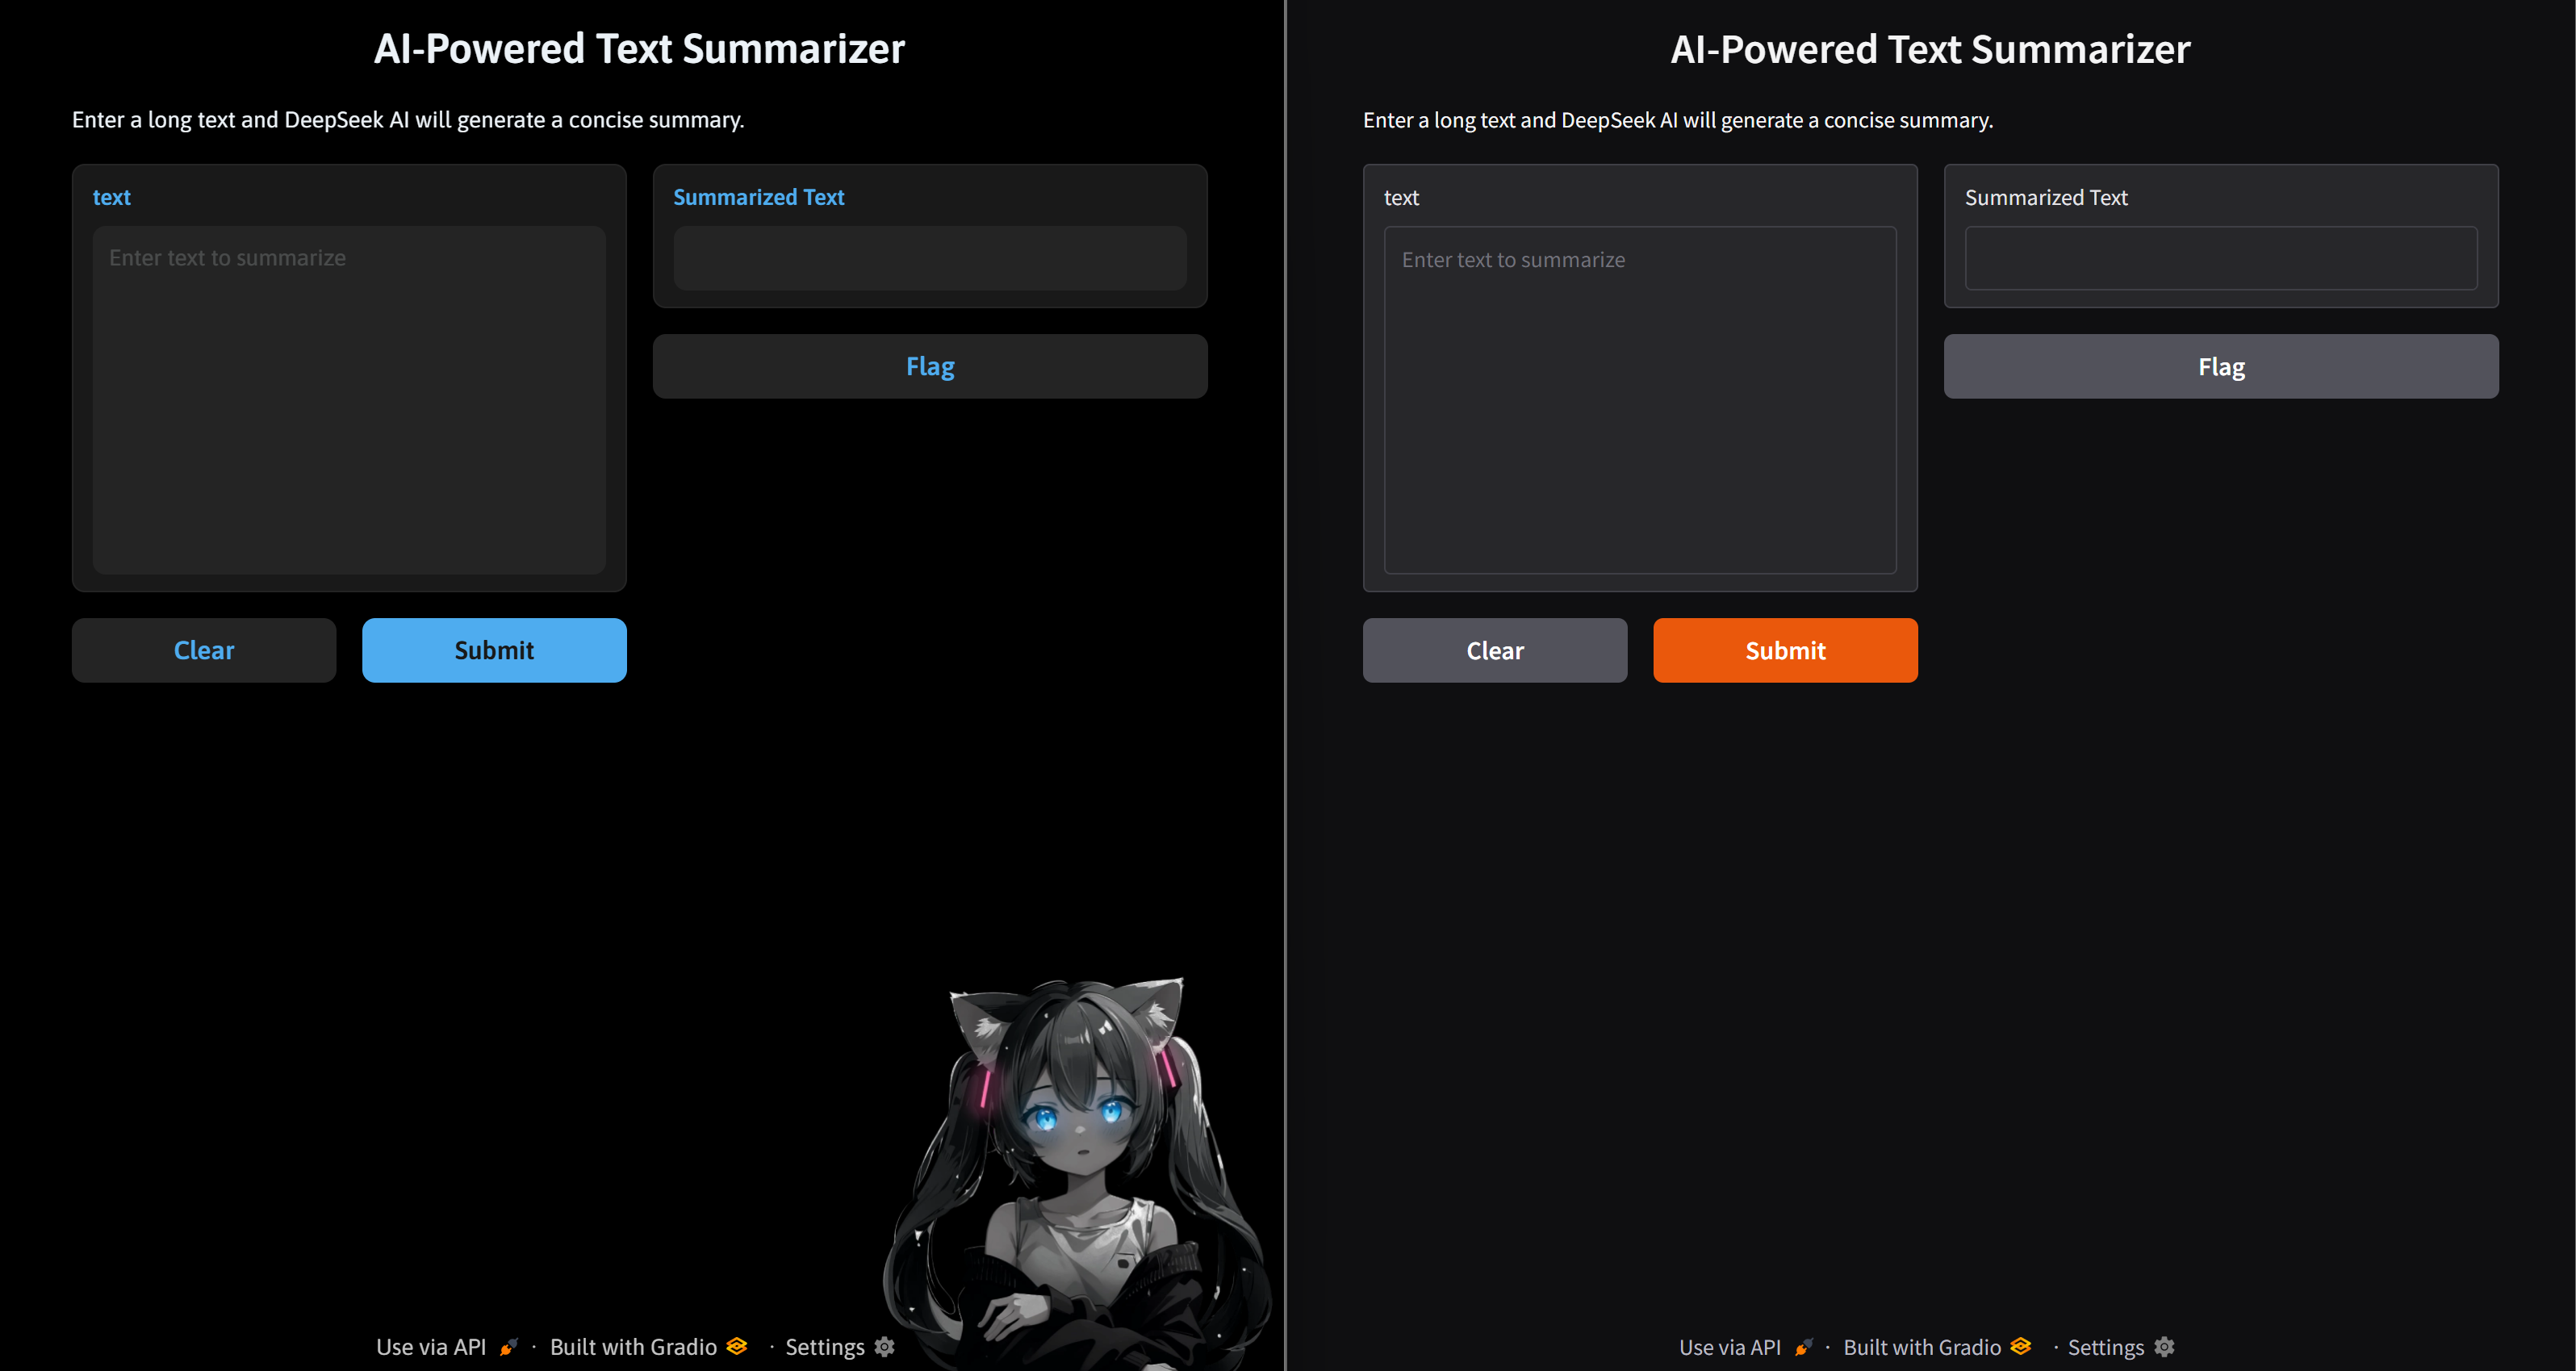 AI-Powered Text Summarizer
Enter a long text and DeepSeek AI will generate a concise summary.
text
Enter text to summarize
Summarized Text
Flag
Clear
Submit
Use via API · Built with Gradio · Settings
AI-Powered Text Summarizer
Enter a long text and DeepSeek AI will generate a concise summary.
text
Enter text to summarize
Summarized Text
Flag
Clear
Submit
Use via API · Built with Gradio · Settings